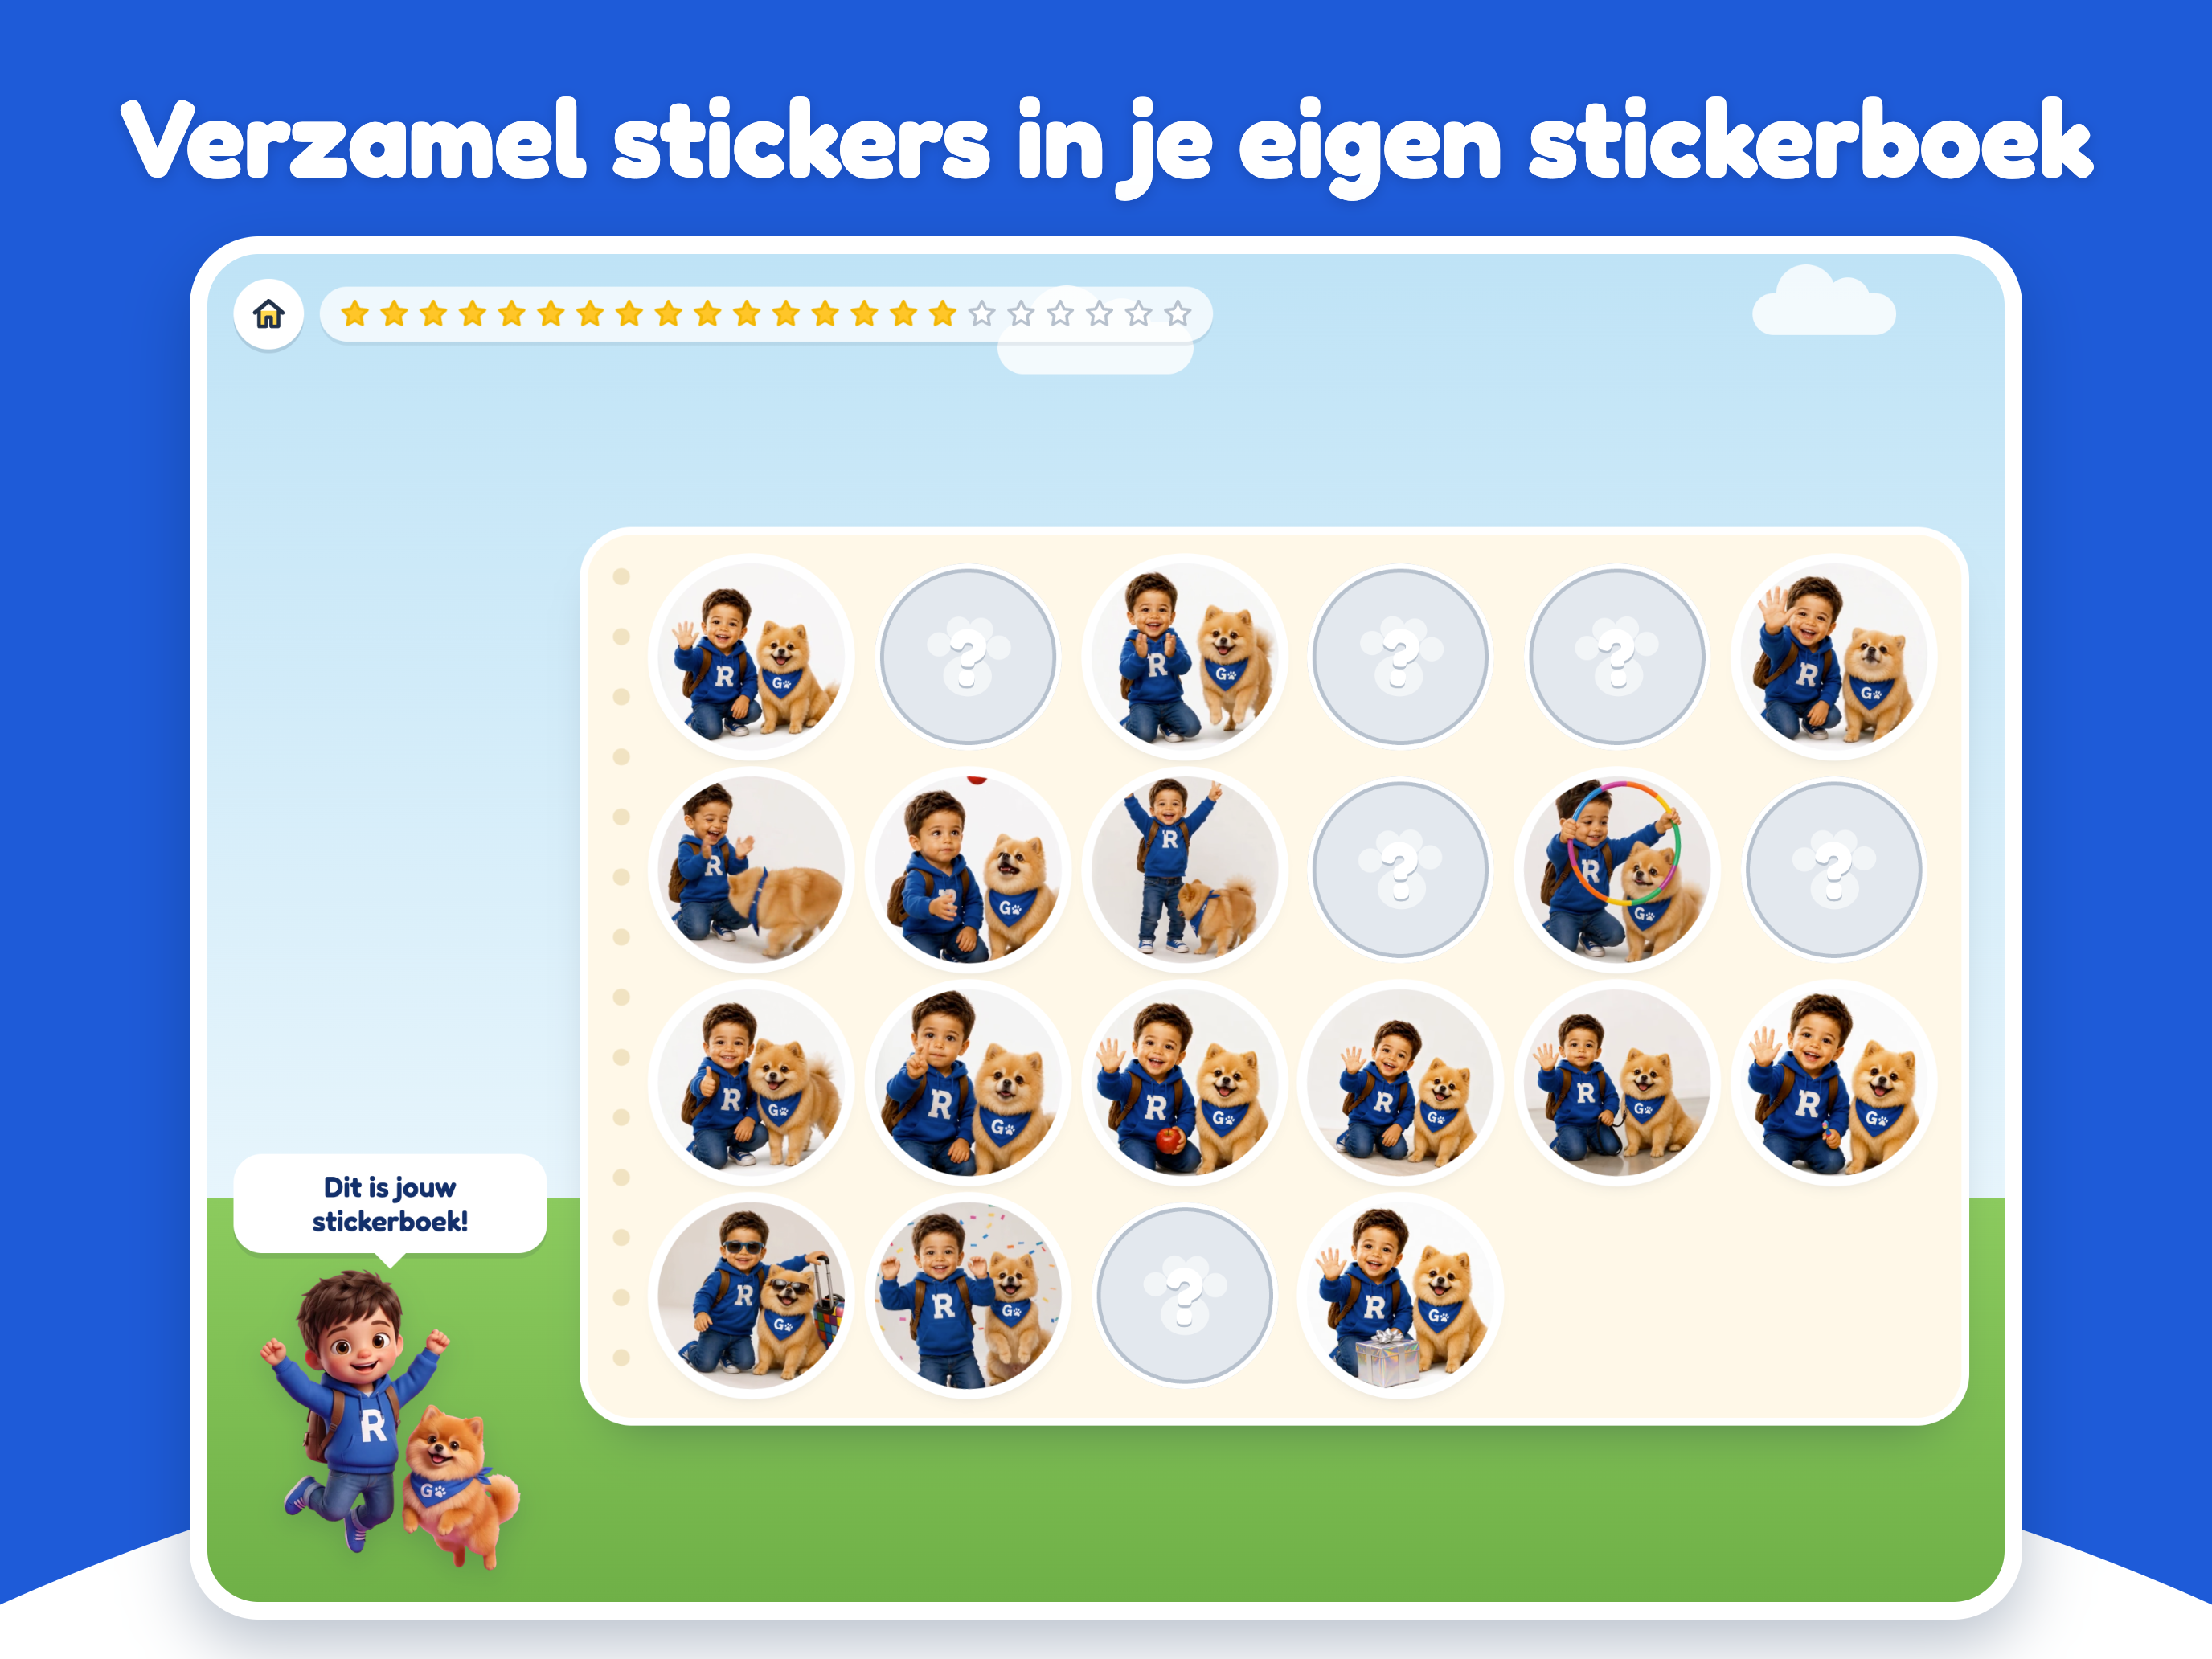 Verzamel stickers in je eigen stickerboek
R G ? R G ? ? R G
R R G R ? R G ?
R G R G R G R G R G R G
R G R G ? R G
Dit is jouw
stickerboek!
R
G